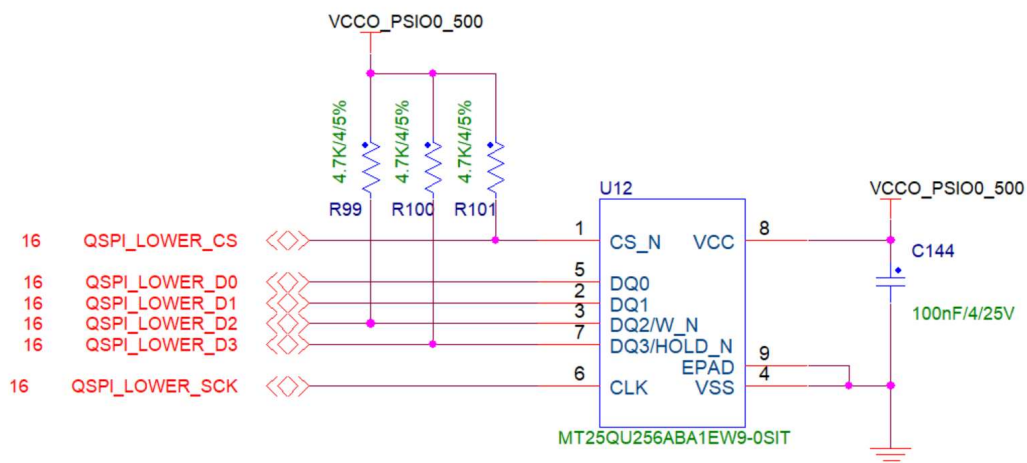 VCCO_PSIO0_500
4.7K/4/5%
4.7K/4/5%
4.7K/4/5%
R99
R100
R101
U12
VCCO_PSIO0_500
16 QSPI_LOWER_CS 1 CS_N VCC 8
C144
16 QSPI_LOWER_D0 5 DQ0
16 QSPI_LOWER_D1 2 DQ1
100nF/4/25V
16 QSPI_LOWER_D2 3 DQ2/W_N
16 QSPI_LOWER_D3 7 DQ3/HOLD_N
EPAD 9
16 QSPI_LOWER_SCK 6 CLK VSS 4
MT25QU256ABA1EW9-0SIT